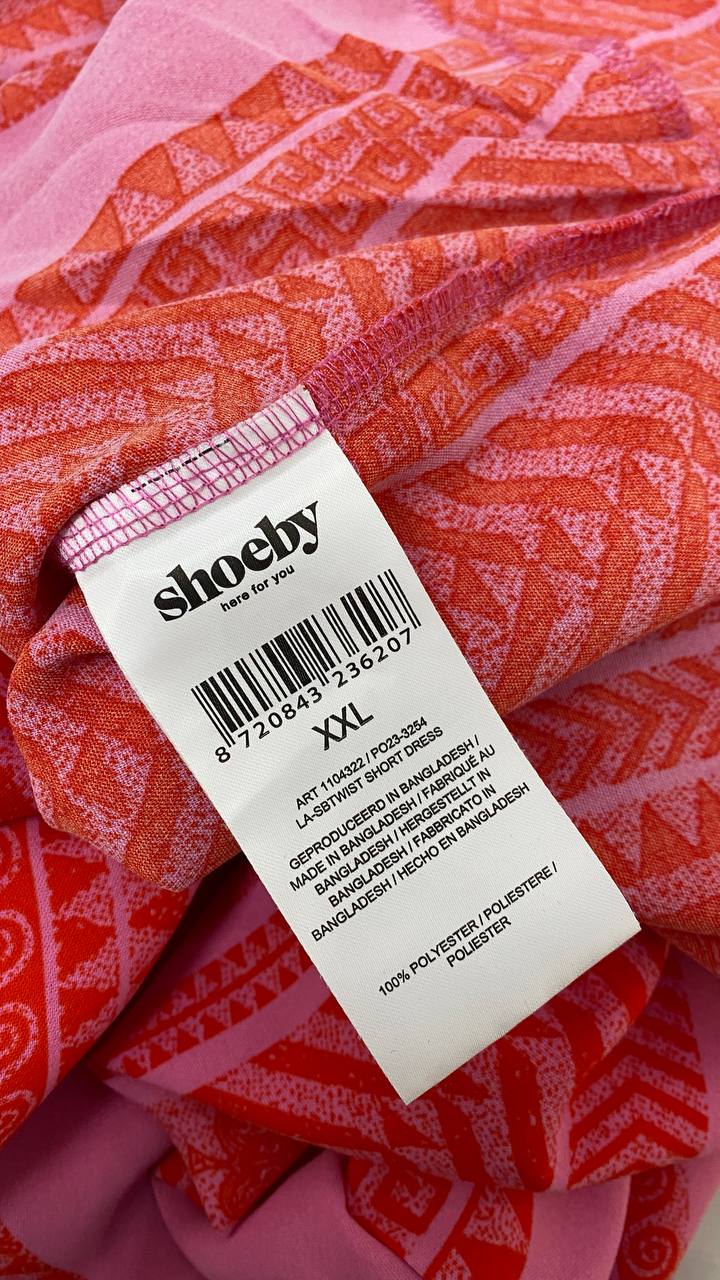 shoeby
here for you
8 720843 236207
XXL
ART 1104322 / PO23-3254
LA-SBTWIST SHORT DRESS
GEPRODUCEERD IN BANGLADESH /
MADE IN BANGLADESH / FABRIQUÉ AU
BANGLADESH / HERGESTELLT IN
BANGLADESH / FABBRICATO IN
BANGLADESH / HECHO EN BANGLADESH
100% POLYESTER / POLIESTERE /
POLIESTER